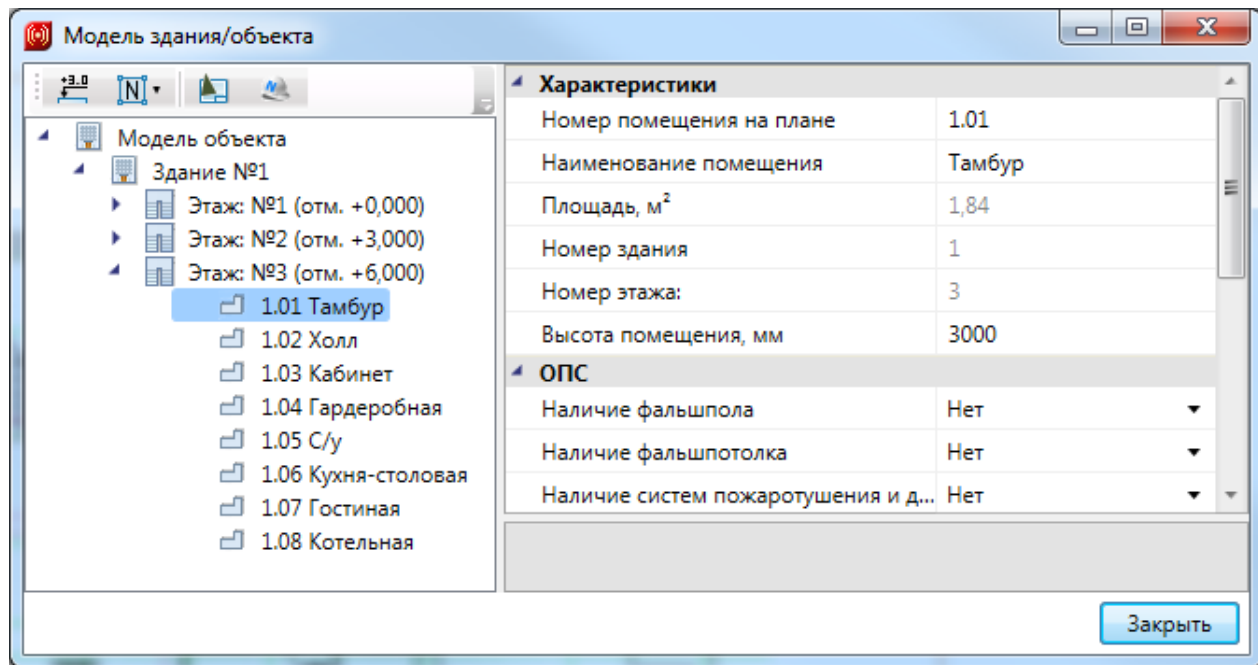 Модель здания/объекта
+3.0
N
Модель объекта
Здание №1
Этаж: №1 (отм. +0,000)
Этаж: №2 (отм. +3,000)
Этаж: №3 (отм. +6,000)
1.01 Тамбур
1.02 Холл
1.03 Кабинет
1.04 Гардеробная
1.05 С/у
1.06 Кухня-столовая
1.07 Гостиная
1.08 Котельная
Характеристики
Номер помещения на плане 1.01
Наименование помещения Тамбур
Площадь, м² 1,84
Номер здания 1
Номер этажа: 3
Высота помещения, мм 3000
ОПС
Наличие фальшпола Нет
Наличие фальшпотолка Нет
Наличие систем пожаротушения и д... Нет
Закрыть